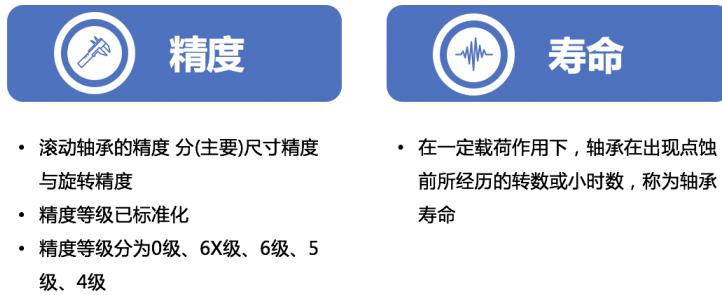 精度
• 滚动轴承的精度 分(主要)尺寸精度
与旋转精度
• 精度等级已标准化
• 精度等级分为0级、6X级、6级、5
级、4级
寿命
• 在一定载荷作用下，轴承在出现点蚀
前所经历的转数或小时数，称为轴承
寿命